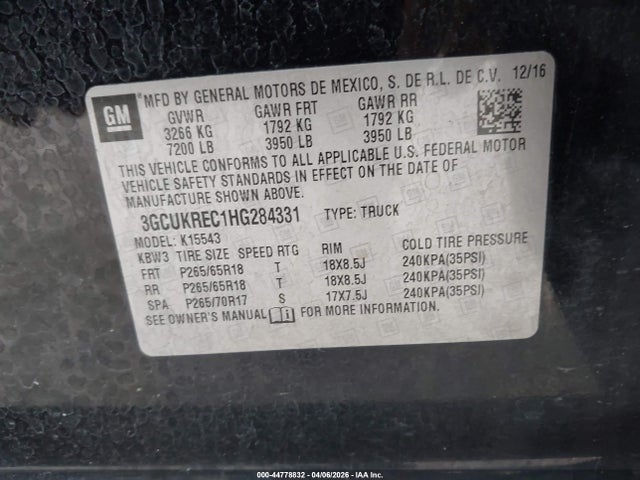 GM
MFD BY GENERAL MOTORS DE MEXICO, S. DE R.L. DE C.V. 12/16
GVWR GAWR FRT GAWR RR
3266 KG 1792 KG 1792 KG
7200 LB 3950 LB 3950 LB
THIS VEHICLE CONFORMS TO ALL APPLICABLE U.S. FEDERAL MOTOR
VEHICLE SAFETY STANDARDS IN EFFECT ON THE DATE OF
MANUFACTURE SHOWN ABOVE.
3GCUKREC1HG284331 TYPE: TRUCK
MODEL: K15543
KBW3 TIRE SIZE SPEED RTG RIM COLD TIRE PRESSURE
FRT P265/65R18 T 18X8.5J 240KPA(35PSI)
RR P265/65R18 T 18X8.5J 240KPA(35PSI)
SPA P265/70R17 S 17X7.5J 240KPA(35PSI)
SEE OWNER'S MANUAL i FOR MORE INFORMATION.
000-44778832 | 04/06/2026 | IAA Inc.